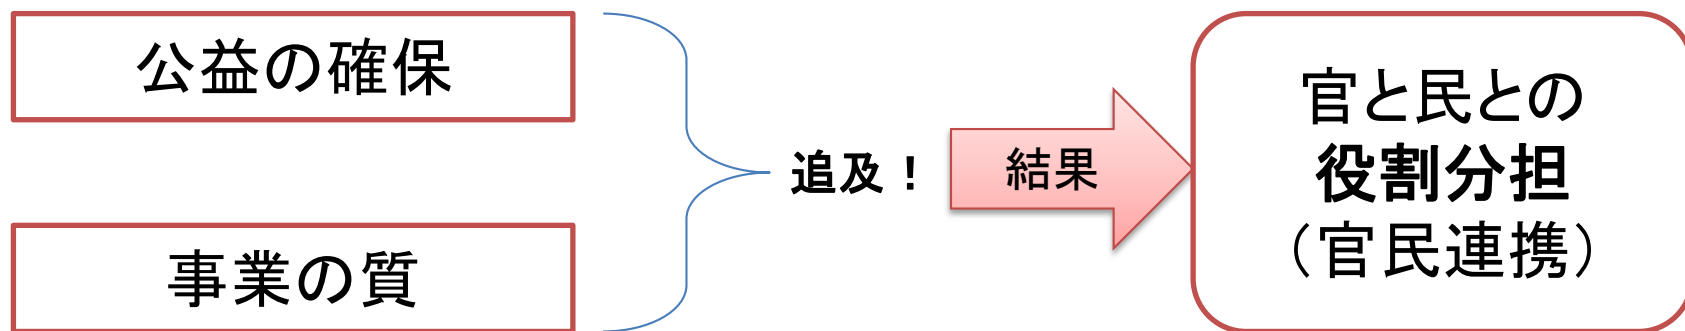 公益の確保
事業の質
追及！
結果
官と民との
役割分担
（官民連携）